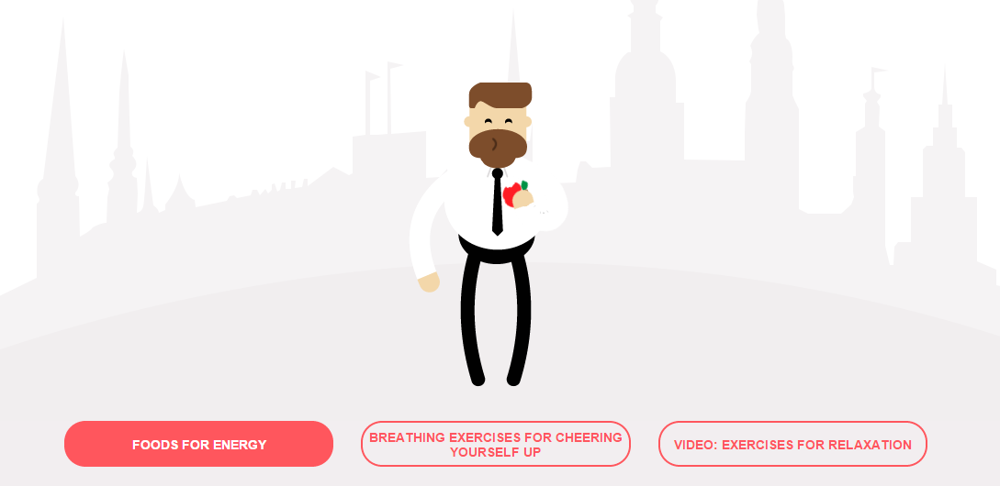 FOODS FOR ENERGY
BREATHING EXERCISES FOR CHEERING
YOURSELF UP
VIDEO: EXERCISES FOR RELAXATION